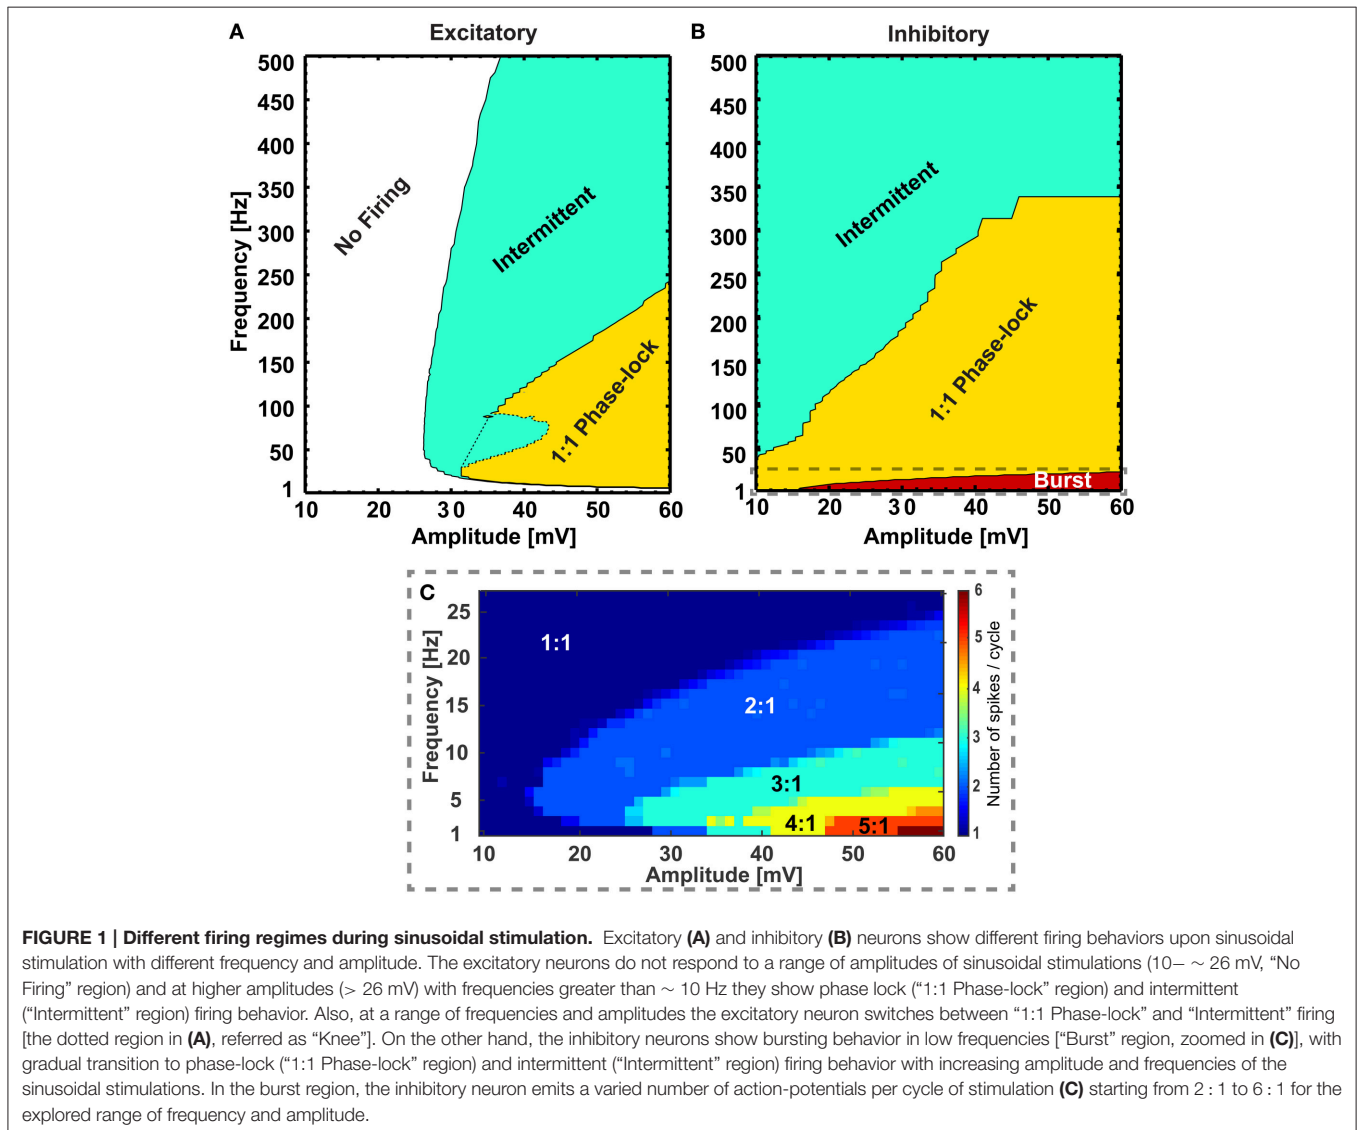 A
Excitatory
B
Inhibitory
500
450
400
350
300
250
200
150
100
50
1
Frequency [Hz]
No Firing
Intermittent
1:1 Phase-lock
10 20 30 40 50 60
Amplitude [mV]
500
450
400
350
300
250
200
150
100
50
1
Intermittent
1:1 Phase-lock
Burst
10 20 30 40 50 60
Amplitude [mV]
C
25
20
15
10
5
1
Frequency [Hz]
1:1
2:1
3:1
4:1
5:1
10 20 30 40 50 60
Amplitude [mV]
6
5
4
3
2
1
Number of spikes / cycle
FIGURE 1 | Different firing regimes during sinusoidal stimulation. Excitatory (A) and inhibitory (B) neurons show different firing behaviors upon sinusoidal
stimulation with different frequency and amplitude. The excitatory neurons do not respond to a range of amplitudes of sinusoidal stimulations (10− ∼ 26 mV, “No
Firing” region) and at higher amplitudes (> 26 mV) with frequencies greater than ∼ 10 Hz they show phase lock (“1:1 Phase-lock” region) and intermittent
(“Intermittent” region) firing behavior. Also, at a range of frequencies and amplitudes the excitatory neuron switches between “1:1 Phase-lock” and “Intermittent” firing
[the dotted region in (A), referred as “Knee”]. On the other hand, the inhibitory neurons show bursting behavior in low frequencies [“Burst” region, zoomed in (C)], with
gradual transition to phase-lock (“1:1 Phase-lock” region) and intermittent (“Intermittent” region) firing behavior with increasing amplitude and frequencies of the
sinusoidal stimulations. In the burst region, the inhibitory neuron emits a varied number of action-potentials per cycle of stimulation (C) starting from 2 : 1 to 6 : 1 for the
explored range of frequency and amplitude.